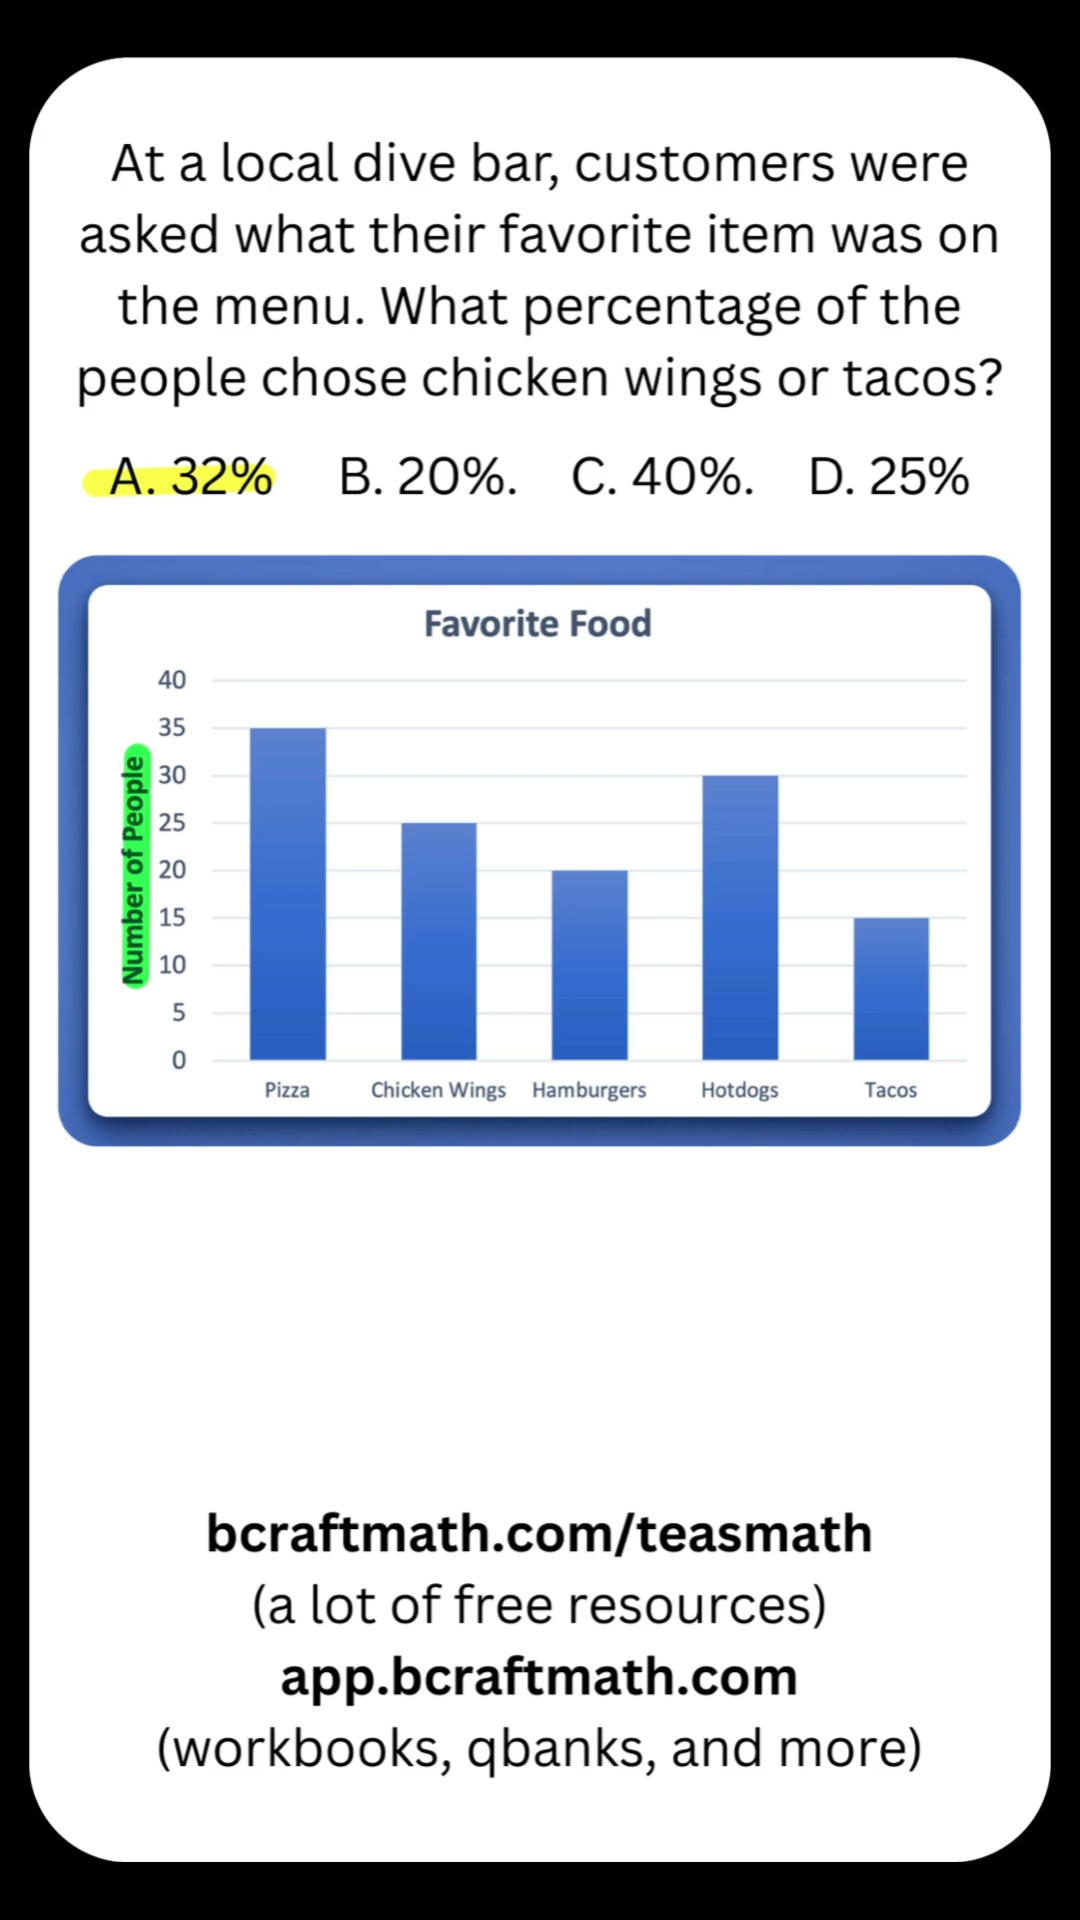 At a local dive bar, customers were
asked what their favorite item was on
the menu. What percentage of the
people chose chicken wings or tacos?
A. 32% B. 20%. C. 40%. D. 25%
Favorite Food
Number of People
40
35
30
25
20
15
10
5
0
Pizza Chicken Wings Hamburgers Hotdogs Tacos
bcraftmath.com/teasmath
(a lot of free resources)
app.bcraftmath.com
(workbooks, qbanks, and more)